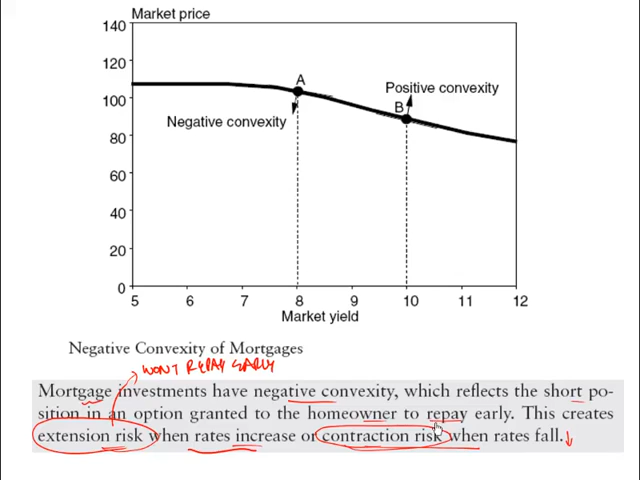 Market price
140
120
100
80
60
40
20
0
A
Positive convexity
B
Negative convexity
5 6 7 8 9 10 11 12
Market yield
Negative Convexity of Mortgages
WON'T REPAY EARLY
Mortgage investments have negative convexity, which reflects the short po-
sition in an option granted to the homeowner to repay early. This creates
extension risk when rates increase or contraction risk when rates fall.